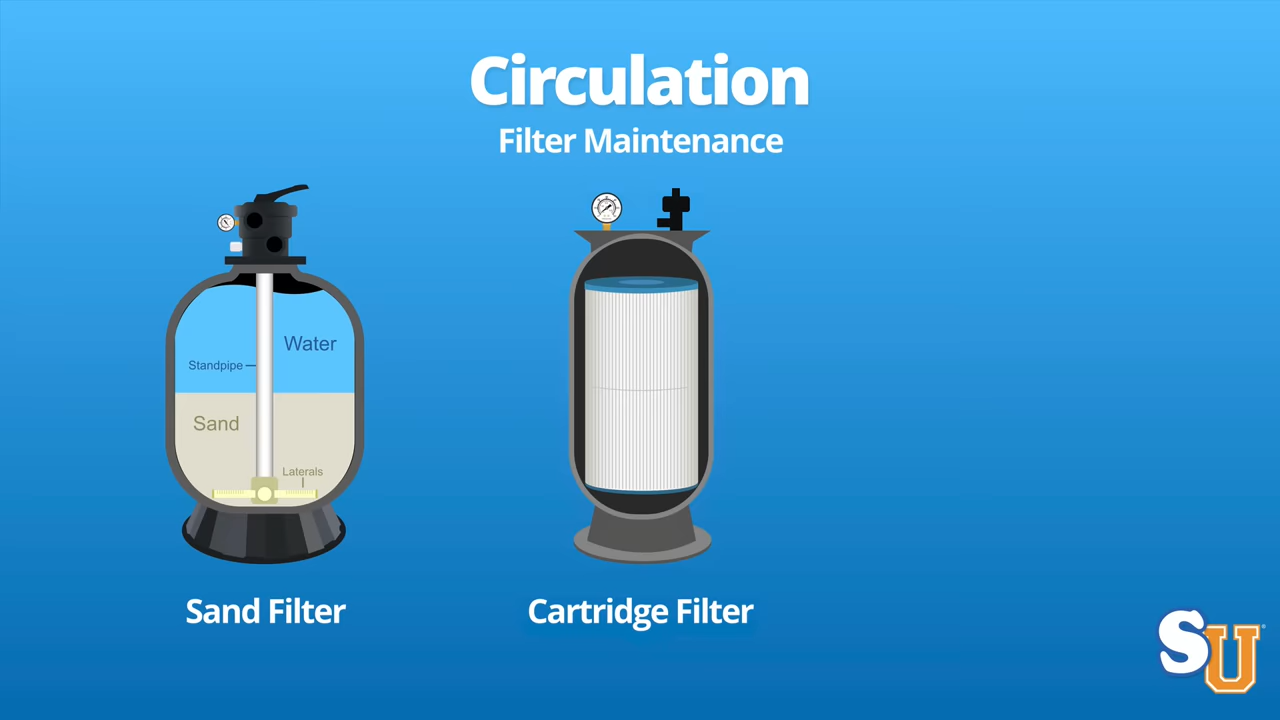 Circulation
Filter Maintenance
Water
Standpipe
Sand
Laterals
Sand Filter
Cartridge Filter
SU®